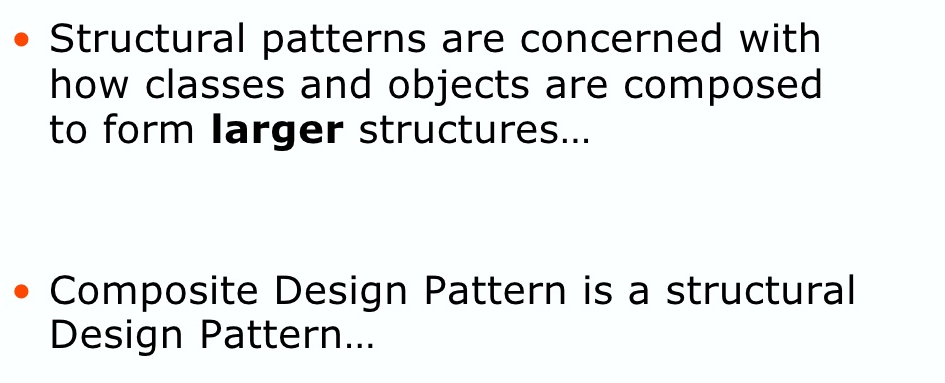 • Structural patterns are concerned with
how classes and objects are composed
to form larger structures…
• Composite Design Pattern is a structural
Design Pattern…